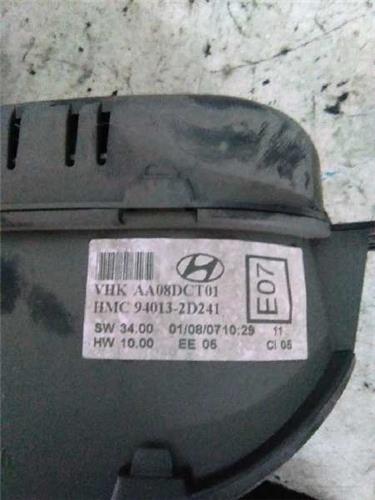 VHK AA08DCT01
HMC 94013-2D241
E07
SW 34.00 01/08/07 10:29 11
HW 10.00 EE 05 CI 05